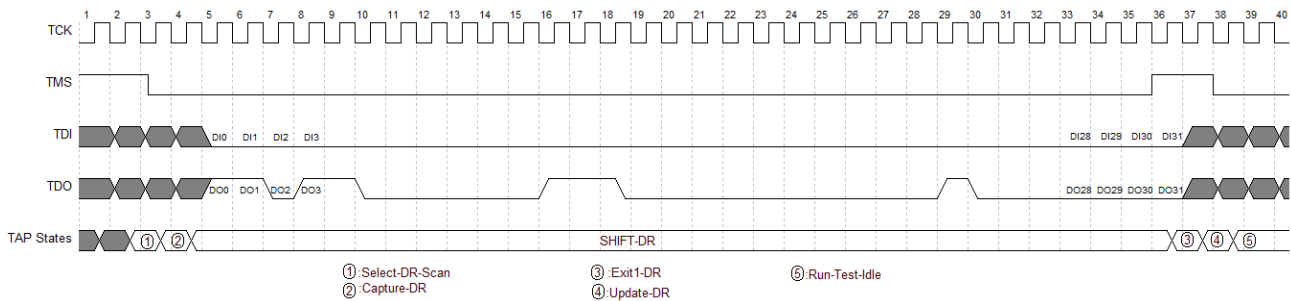 1 2 3 4 5 6 7 8 9 10 11 12 13 14 15 16 17 18 19 20 21 22 23 24 25 26 27 28 29 30 31 32 33 34 35 36 37 38 39 40
TCK
TMS
TDI DI0 DI1 DI2 DI3 DI28 DI29 DI30 DI31
TDO DO0 DO1 DO2 DO3 DO28 DO29 DO30 DO31
TAP States ① ② SHIFT-DR ③ ④ ⑤
①:Select-DR-Scan ③:Exit1-DR ⑤:Run-Test-Idle
②:Capture-DR ④:Update-DR